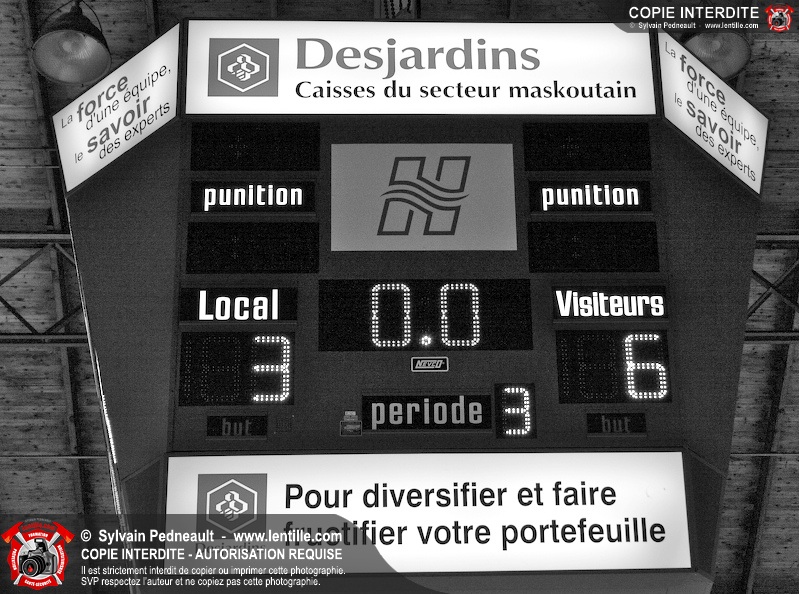 COPIE INTERDITE
© Sylvain Pedneault - www.lentille.com
Desjardins
Caisses du secteur maskoutain
La force
d'une équipe,
le savoir
des experts
La force
d'une équipe,
le savoir
des experts
punition
punition
Local
0.0
Visiteurs
3
6
NEVCO
but
periode 3
but
Pour diversifier et faire
fructifier votre portefeuille
© Sylvain Pedneault - www.lentille.com
COPIE INTERDITE - AUTORISATION REQUISE
Il est strictement interdit de copier ou imprimer cette photographie.
SVP respectez l'auteur et ne copiez pas cette photographie.